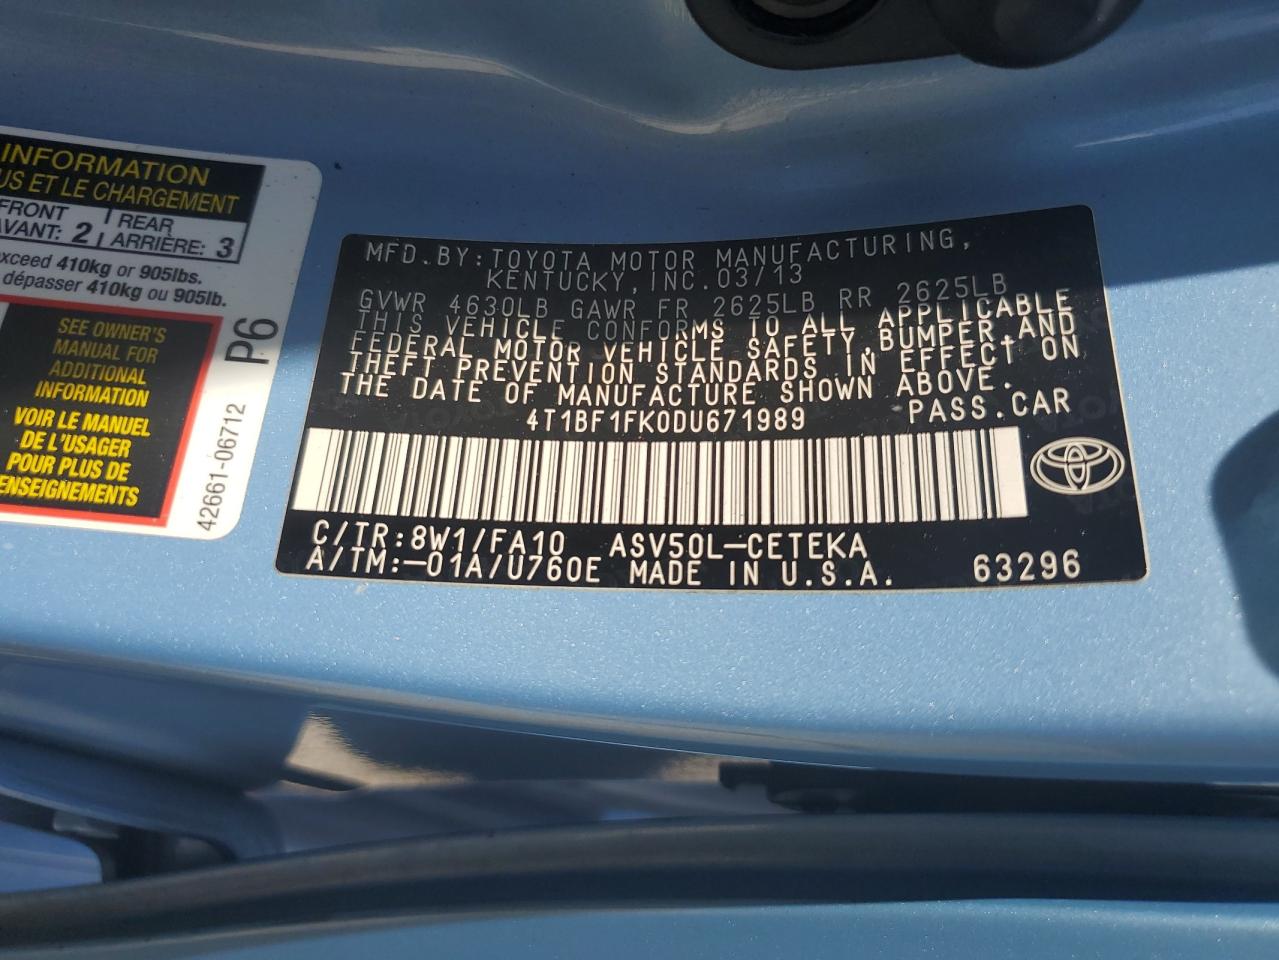 INFORMATION
US ET LE CHARGEMENT
FRONT
AVANT: 2
REAR
ARRIÈRE: 3
exceed 410kg or 905lbs.
dépasser 410kg ou 905lb.
SEE OWNER'S
MANUAL FOR
ADDITIONAL
INFORMATION
VOIR LE MANUEL
DE L'USAGER
POUR PLUS DE
ENSEIGNEMENTS
P6
42661-06712
MFD.BY:TOYOTA MOTOR MANUFACTURING,
KENTUCKY,INC.03/13
GVWR 4630LB GAWR FR 2625LB RR 2625LB
THIS VEHICLE CONFORMS TO ALL APPLICABLE
FEDERAL MOTOR VEHICLE SAFETY,BUMPER,AND
THEFT PREVENTION STANDARDS IN EFFECT ON
THE DATE OF MANUFACTURE SHOWN ABOVE.
4T1BF1FK0DU671989 PASS.CAR
C/TR:8W1/FA10 ASV50L-CETEKA
A/TM:-01A/U760E MADE IN U.S.A. 63296